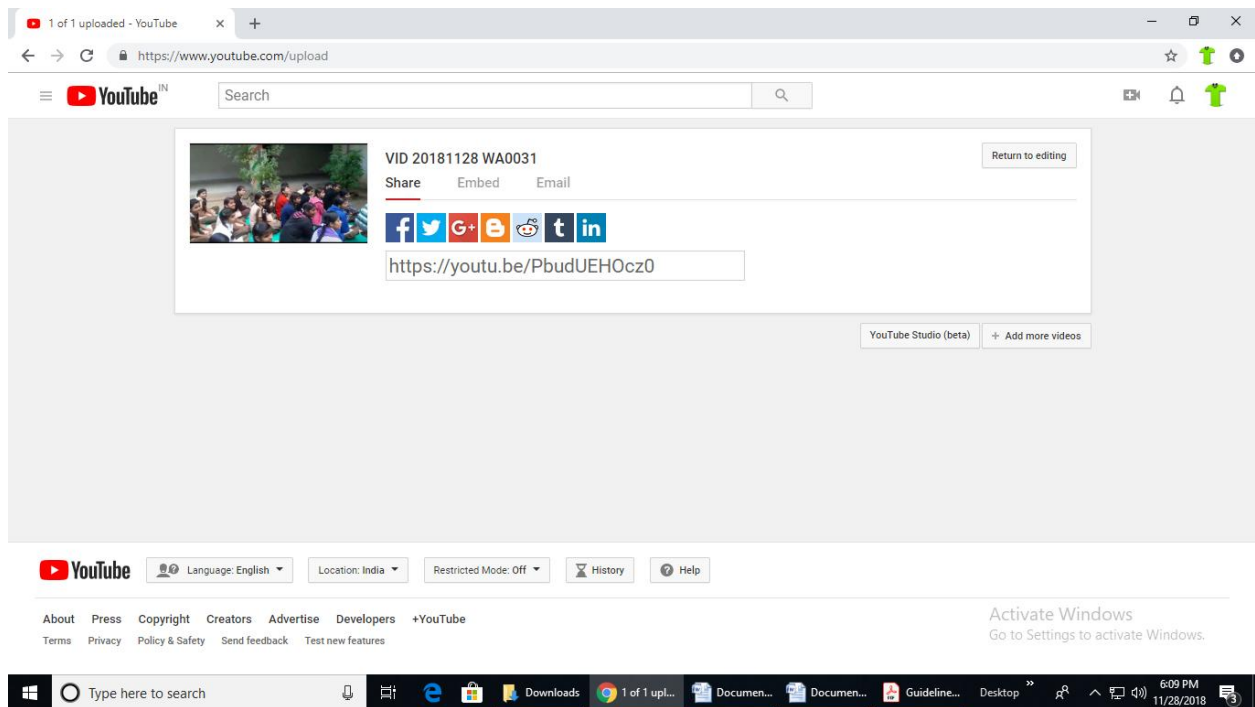 1 of 1 uploaded - YouTube
https://www.youtube.com/upload
YouTube IN
Search
VID 20181128 WA0031
Return to editing
Share Embed Email
f G+ B t in
https://youtu.be/PbudUEHOcz0
YouTube Studio (beta) + Add more videos
YouTube Language: English Location: India Restricted Mode: Off History Help
About Press Copyright Creators Advertise Developers +YouTube
Terms Privacy Policy & Safety Send feedback Test new features
Activate Windows
Go to Settings to activate Windows.
Type here to search Downloads 1 of 1 upl... Documen... Documen... Guideline... Desktop »
6:09 PM
11/28/2018
3